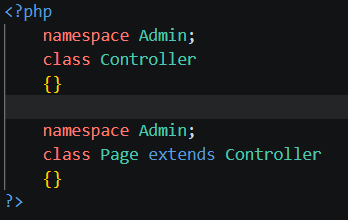 <?php
    namespace Admin;
    class Controller
    {}

    namespace Admin;
    class Page extends Controller
    {}
?>